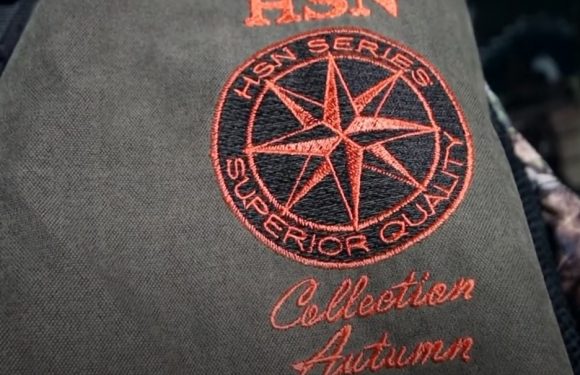 HSN
HSN SERIES
SUPERIOR QUALITY
Collection
Autumn